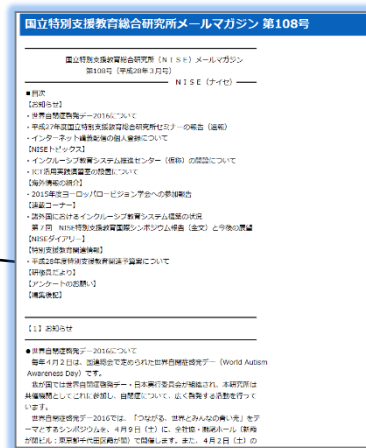 国立特別支援教育総合研究所メールマガジン 第108号
国立特別支援教育総合研究所（ＮＩＳＥ）メールマガジン
第108号（平成28年３月号）
ＮＩＳＥ（ナイセ）
■目次
【お知らせ】
・世界自閉症啓発デー2016について
・平成27年度国立特別支援教育総合研究所セミナーの報告（速報）
・インターネット講義配信の個人登録について
【NISEトピックス】
・インクルーシブ教育システム推進センター（仮称）の開設について
・ICT活用実践演習室の設置について
【海外情報の紹介】
・2015年度ヨーロッパロービジョン学会への参加報告
【連載コーナー】
・諸外国におけるインクルーシブ教育システム構築の状況
第７回 NISE特別支援教育国際シンポジウム報告（全文）と今後の展望
【NISEダイアリー】
【特別支援教育関連情報】
・平成28年度特別支援教育関連予算案について
【研修員だより】
【アンケートのお願い】
【編集後記】
【１】お知らせ
●世界自閉症啓発デー2016について
毎年４月２日は、国連総会で定められた世界自閉症啓発デー（World Autism
Awareness Day）です。
我が国では世界自閉症啓発デー・日本実行委員会が組織され、本研究所は
共催機関としてこれに参加し、自閉症について、広く啓発する活動を行って
います。
世界自閉症啓発デー2016では、「つながる、世界とみんなの青い光」をテ
ーマとするシンポジウムを、４月９日（土）に、全社協・灘尾ホール（新霞
が関ビル：東京都千代田区霞が関）で開催します。また、４月２日（土）の